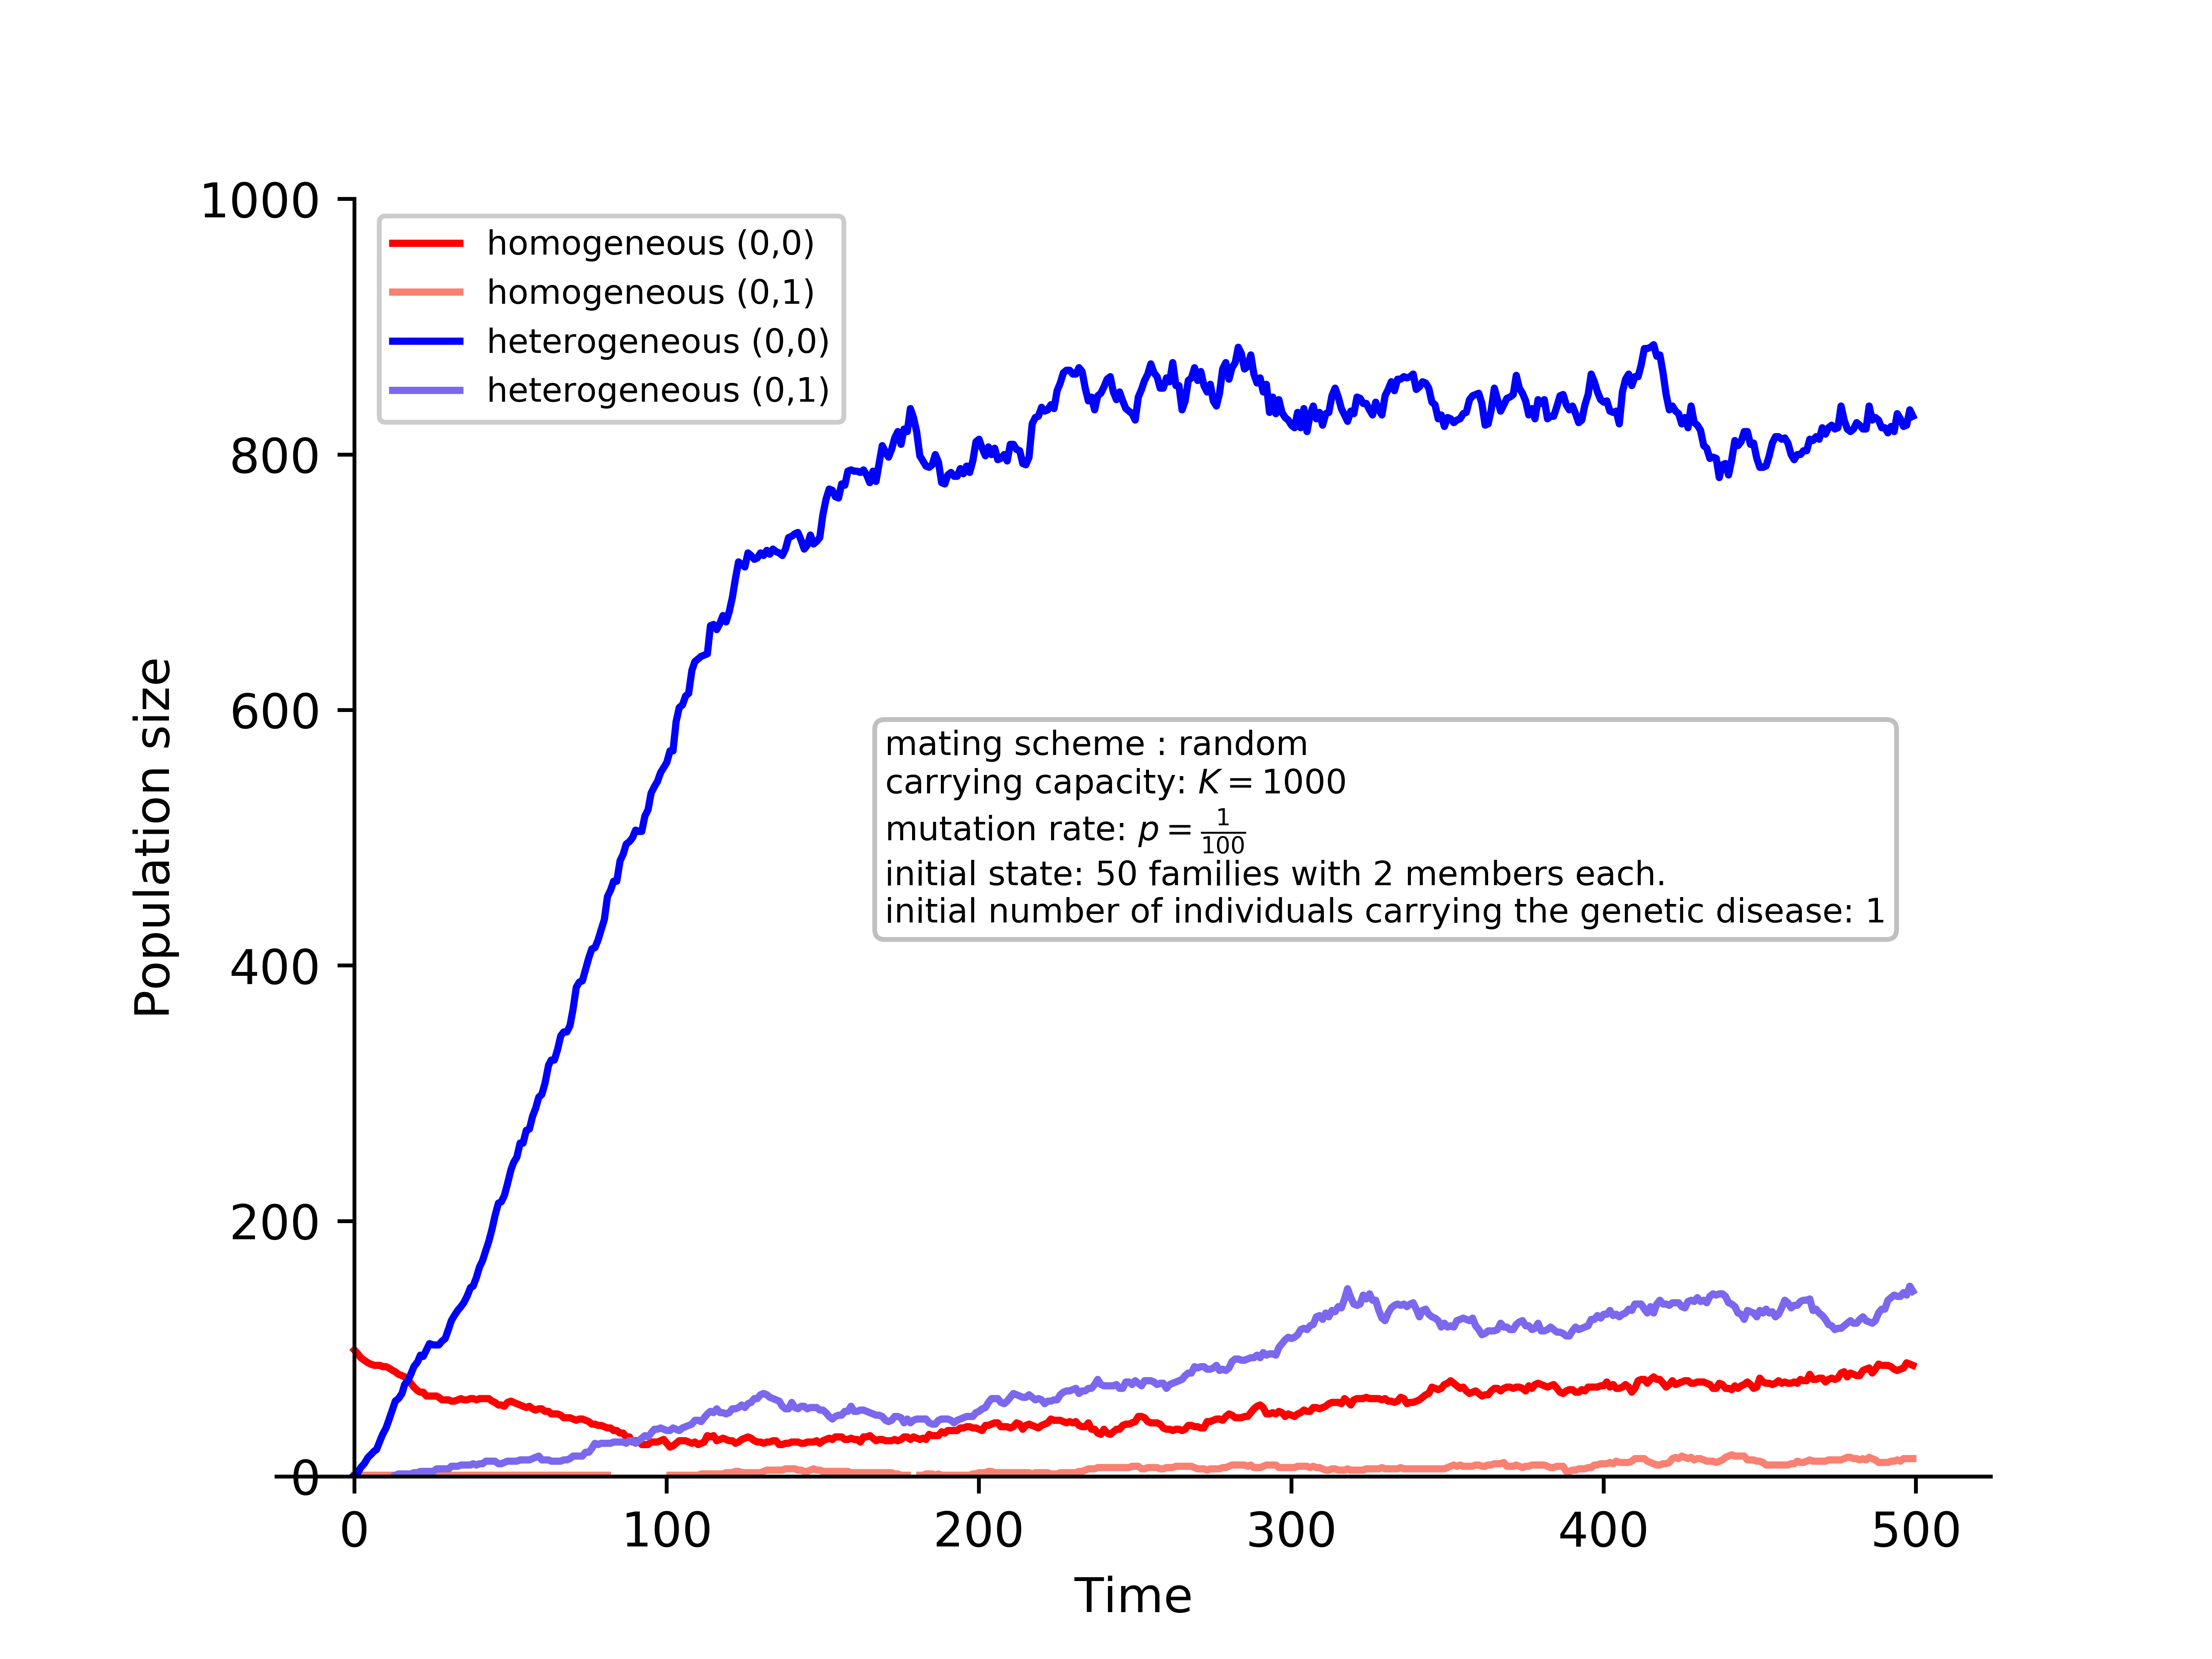 1000
800
600
400
200
0
0 100 200 300 400 500
Population size
Time
homogeneous (0,0)
homogeneous (0,1)
heterogeneous (0,0)
heterogeneous (0,1)
mating scheme : random
carrying capacity: K = 1000
mutation rate: p = 1/100
initial state: 50 families with 2 members each.
initial number of individuals carrying the genetic disease: 1